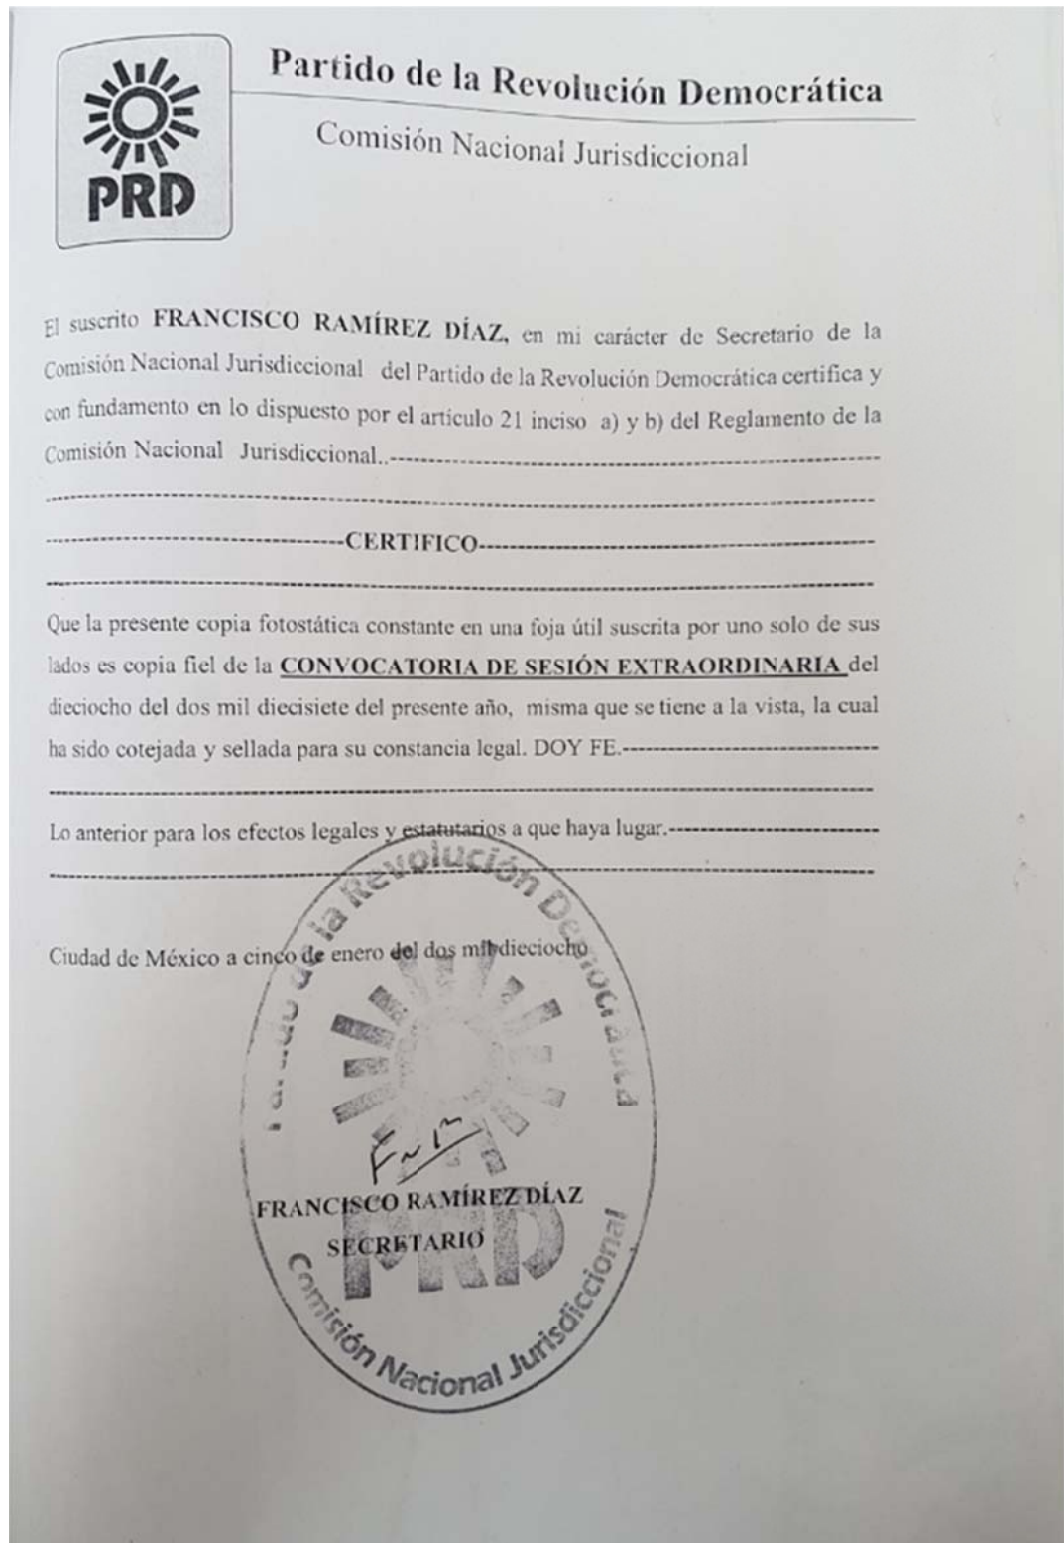 PRD
Partido de la Revolución Democrática
Comisión Nacional Jurisdiccional
El suscrito FRANCISCO RAMÍREZ DÍAZ, en mi carácter de Secretario de la
Comisión Nacional Jurisdiccional del Partido de la Revolución Democrática certifica y
con fundamento en lo dispuesto por el articulo 21 inciso a) y b) del Reglamento de la
Comisión Nacional Jurisdiccional..--------------------------------------------------
------------------------------------------------------------------------------------
------------------------------CERTIFICO----------------------------------------
------------------------------------------------------------------------------------
Que la presente copia fotostática constante en una foja útil suscrita por uno solo de sus
lados es copia fiel de la CONVOCATORIA DE SESIÓN EXTRAORDINARIA del
dieciocho del dos mil diecisiete del presente año, misma que se tiene a la vista, la cual
ha sido cotejada y sellada para su constancia legal. DOY FE.--------------------------
------------------------------------------------------------------------------------
Lo anterior para los efectos legales y estatutarios a que haya lugar.---------------------
------------------------------------------------------------------------------------
Ciudad de México a cinco de enero del dos mil dieciocho
Partido de la Revolución Democrática
FRANCISCO RAMÍREZ DÍAZ
SECRETARIO
PRD
Comisión Nacional Jurisdiccional